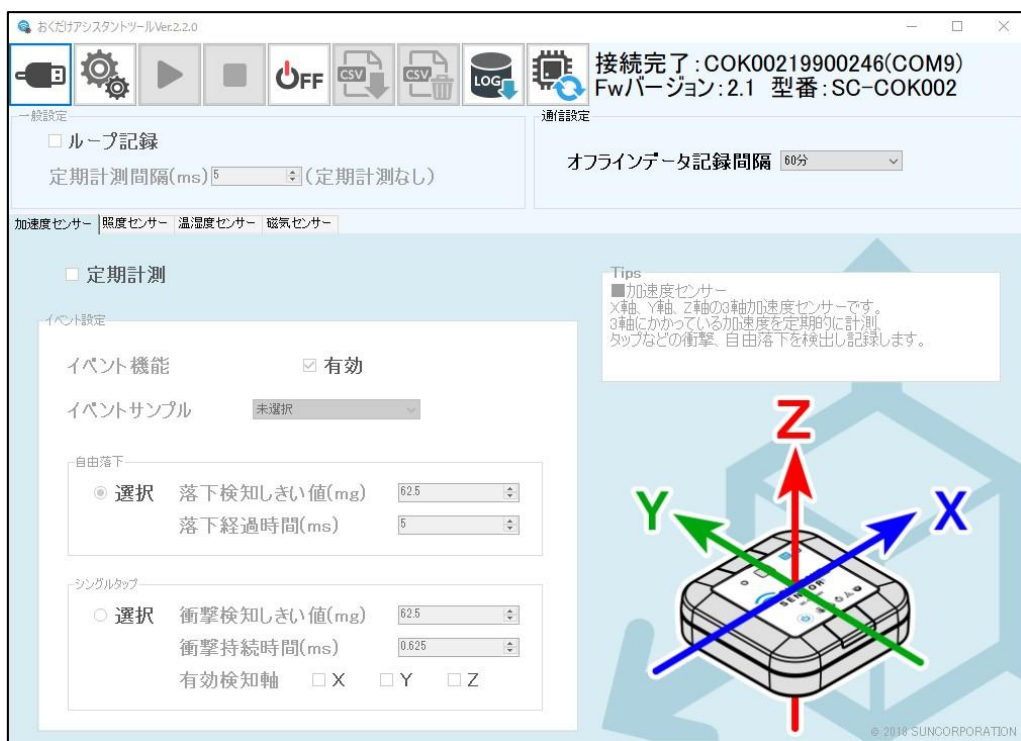 おくだけアシスタントツールVer.2.2.0
OFF
CSV
CSV
LOG
接続完了:COK00219900246(COM9)
Fwバージョン:2.1 型番:SC-COK002
一般設定
ループ記録
定期計測間隔(ms) 5 (定期計測なし)
通信設定
オフラインデータ記録間隔 60分
加速度センサー 照度センサー 温湿度センサー 磁気センサー
定期計測
イベント設定
イベント機能 有効
イベントサンプル 未選択
自由落下
選択 落下検知しきい値(mg) 62.5
落下経過時間(ms) 5
シングルタップ
選択 衝撃検知しきい値(mg) 62.5
衝撃持続時間(ms) 0.625
有効検知軸 X Y Z
Tips
■加速度センサー
X軸、Y軸、Z軸の3軸加速度センサーです。
3軸にかかっている加速度を定期的に計測、
タップなどの衝撃、自由落下を検出し記録します。
Z
Y
X
SENSOR
© 2018 SUNCORPORATION